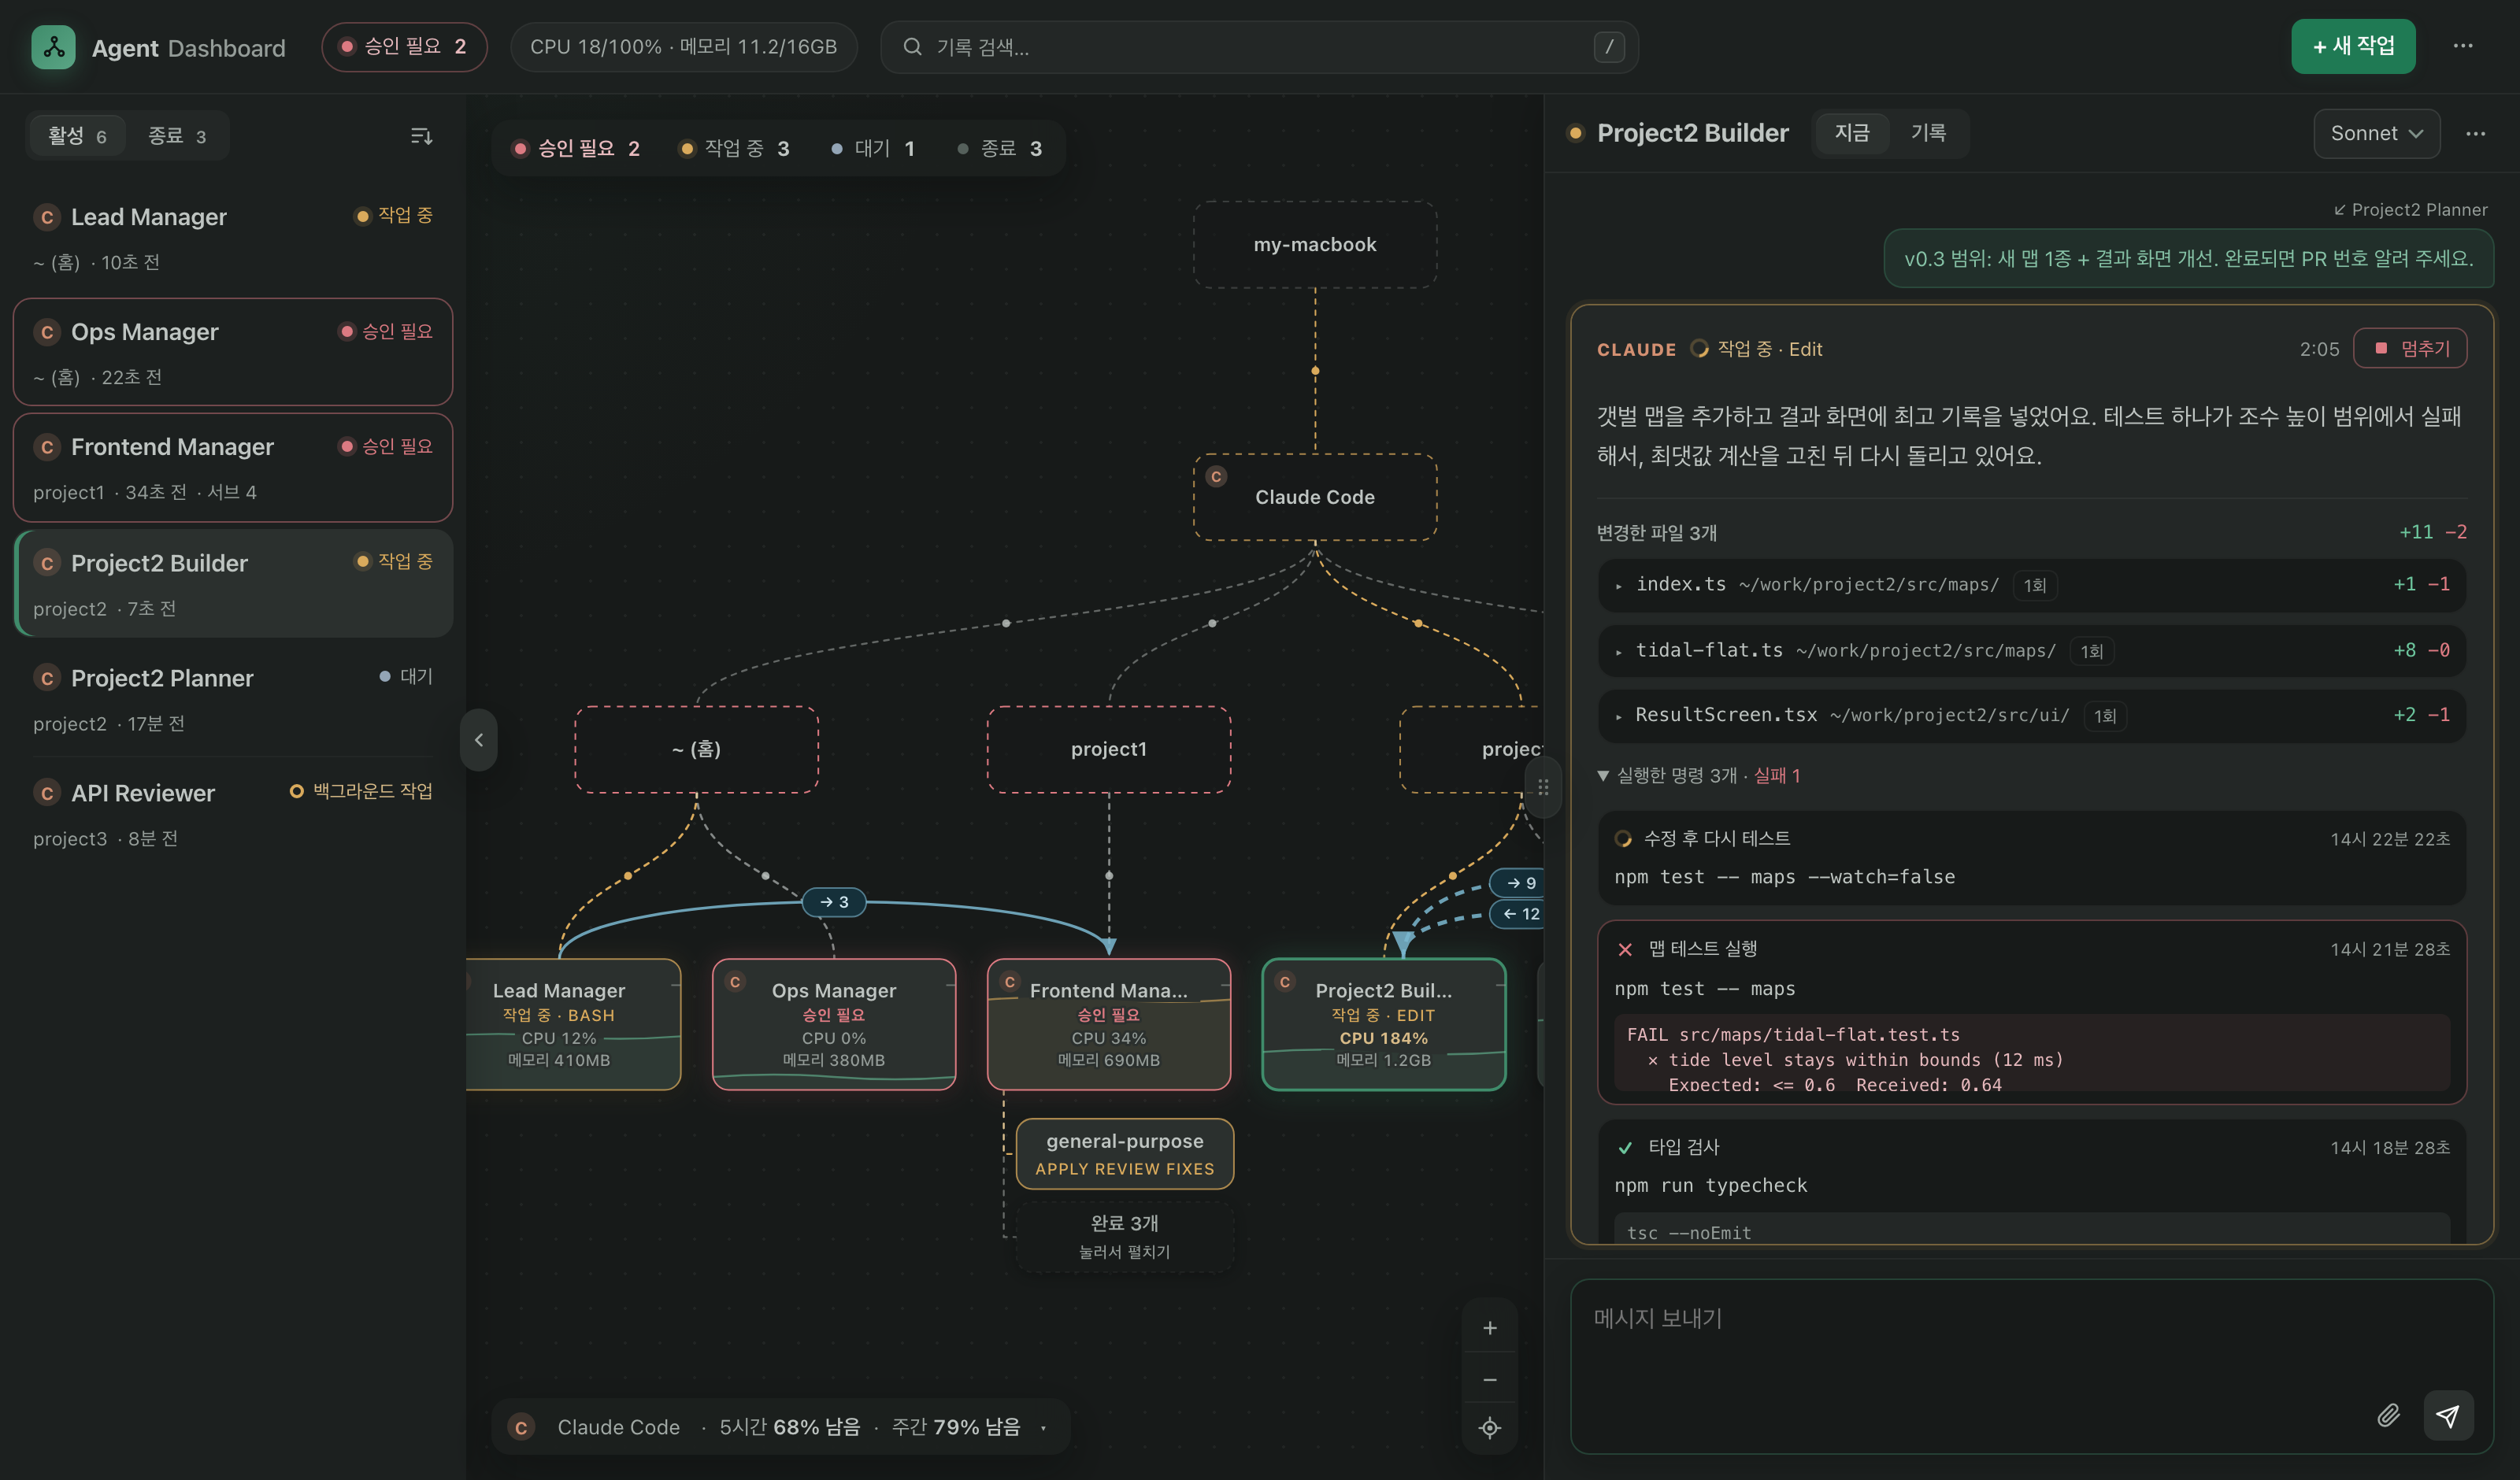 Agent Dashboard
승인 필요 2
CPU 18/100% · 메모리 11.2/16GB
기록 검색...
/
+ 새 작업
활성 6
종료 3
C Lead Manager
작업 중
~ (홈) · 10초 전
C Ops Manager
승인 필요
~ (홈) · 22초 전
C Frontend Manager
승인 필요
project1 · 34초 전 · 서브 4
C Project2 Builder
작업 중
project2 · 7초 전
C Project2 Planner
대기
project2 · 17분 전
C API Reviewer
백그라운드 작업
project3 · 8분 전
승인 필요 2
작업 중 3
대기 1
종료 3
my-macbook
C
Claude Code
~ (홈)
project1
→ 3
→ 9
← 12
Lead Manager
작업 중 · BASH
CPU 12%
메모리 410MB
C
Ops Manager
승인 필요
CPU 0%
메모리 380MB
C
Frontend Mana...
승인 필요
CPU 34%
메모리 690MB
C
Project2 Buil...
작업 중 · EDIT
CPU 184%
메모리 1.2GB
general-purpose
APPLY REVIEW FIXES
완료 3개
눌러서 펼치기
+
−
C Claude Code · 5시간 68% 남음 · 주간 79% 남음
Project2 Builder
지금
기록
Sonnet
↙ Project2 Planner
v0.3 범위: 새 맵 1종 + 결과 화면 개선. 완료되면 PR 번호 알려 주세요.
CLAUDE 작업 중 · Edit
2:05
멈추기
갯벌 맵을 추가하고 결과 화면에 최고 기록을 넣었어요. 테스트 하나가 조수 높이 범위에서 실패
해서, 최댓값 계산을 고친 뒤 다시 돌리고 있어요.
변경한 파일 3개
+11 −2
▸ index.ts ~/work/project2/src/maps/ 1회
+1 −1
▸ tidal-flat.ts ~/work/project2/src/maps/ 1회
+8 −0
▸ ResultScreen.tsx ~/work/project2/src/ui/ 1회
+2 −1
▼ 실행한 명령 3개 · 실패 1
수정 후 다시 테스트
14시 22분 22초
npm test -- maps --watch=false
✕ 맵 테스트 실행
14시 21분 28초
npm test -- maps
FAIL src/maps/tidal-flat.test.ts
× tide level stays within bounds (12 ms)
Expected: <= 0.6 Received: 0.64
✓ 타입 검사
14시 18분 28초
npm run typecheck
tsc --noEmit
메시지 보내기